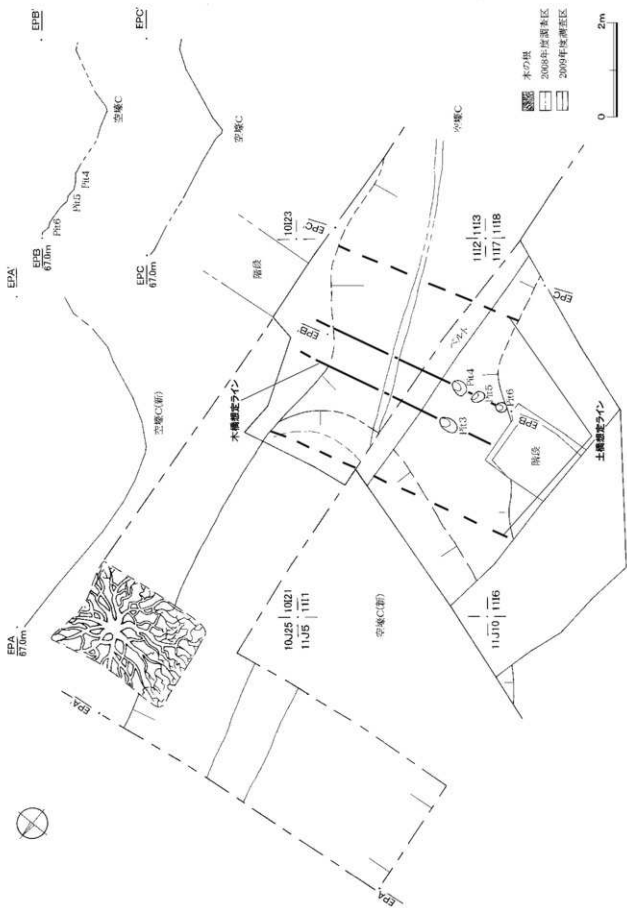 EPA
67.0m
EPA'
空壕C(新)
EPB
67.0m
Pit6
Pit5
Pit4
EPB'
空壕C
EPC
67.0m
EPC'
空壕C
木の根
2008年度調査区
2009年度調査区
0
2m
EPA'
EPA
木橋想定ライン
階段
10I23
EPB'
EPC'
空壕C
ベルト
Pit3
Pit4
Pit5
Pit6
EPB
階段
EPC
11I2
11I3
11I7
11I8
10J25
10I21
11J5
11I1
空壕C(新)
11J10
11I6
土橋想定ライン